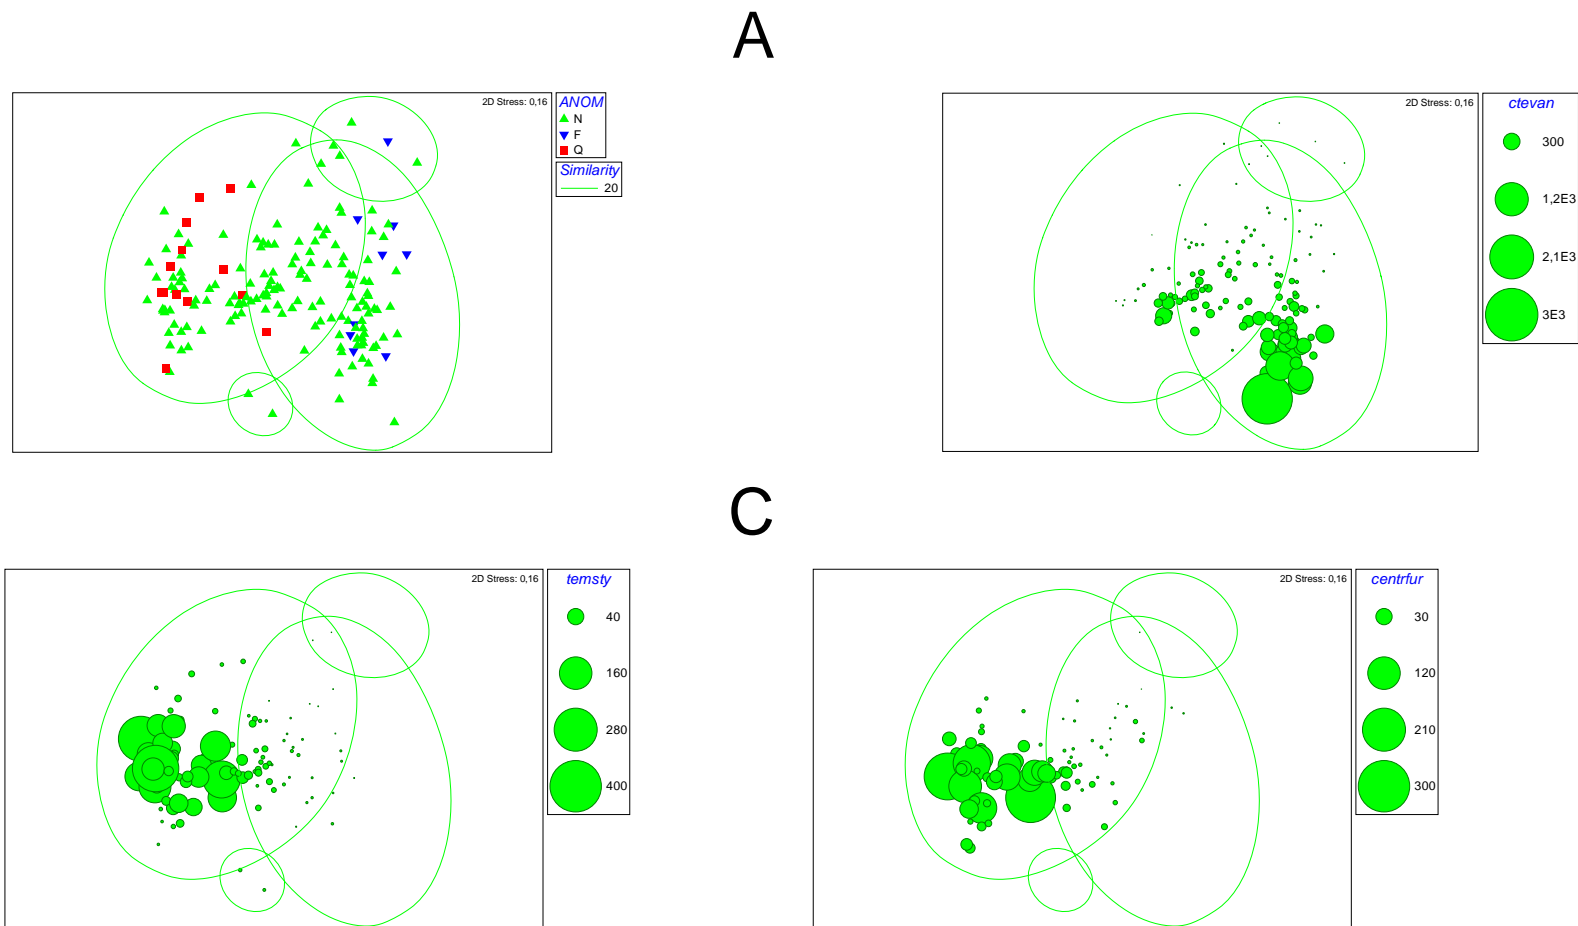 A
2D Stress: 0,16
ANOM
N
F
Q
Similarity
20
2D Stress: 0,16
ctevan
300
1,2E3
2,1E3
3E3
C
2D Stress: 0,16
temsty
40
160
280
400
2D Stress: 0,16
centrfur
30
120
210
300